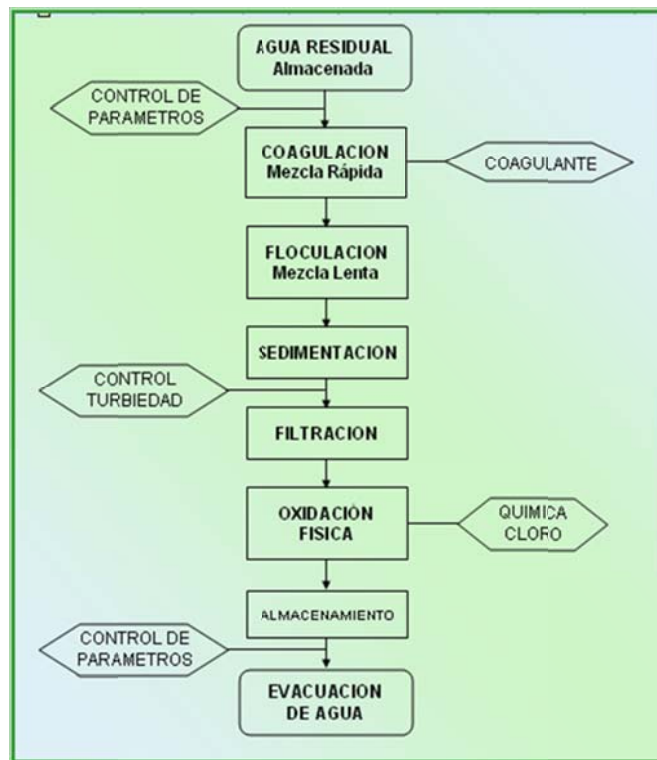 AGUA RESIDUAL
Almacenada
CONTROL DE
PARAMETROS
COAGULACION
Mezcla Rápida
COAGULANTE
FLOCULACION
Mezcla Lenta
SEDIMENTACION
CONTROL
TURBIEDAD
FILTRACION
OXIDACIÓN
FISICA
QUIMICA
CLORO
ALMACENAMIENTO
CONTROL DE
PARAMETROS
EVACUACION
DE AGUA